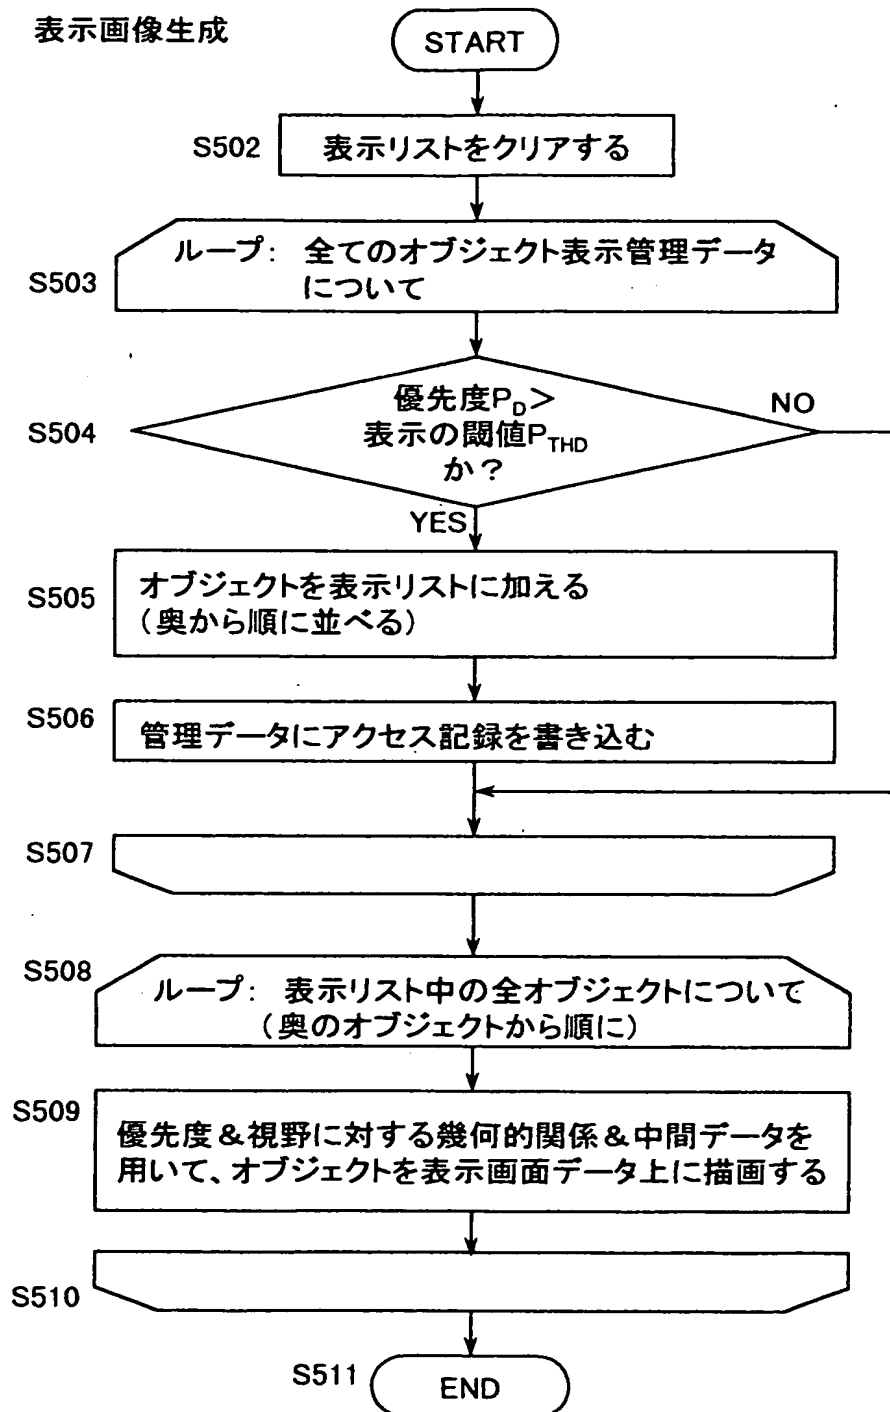 表示画像生成
START
S502
表示リストをクリアする
S503
ループ: 全てのオブジェクト表示管理データ
について
S504
優先度PD>
表示の閾値PTHD
か?
NO
YES
S505
オブジェクトを表示リストに加える
(奥から順に並べる)
S506
管理データにアクセス記録を書き込む
S507
S508
ループ: 表示リスト中の全オブジェクトについて
(奥のオブジェクトから順に)
S509
優先度&視野に対する幾何的関係&中間データを
用いて、オブジェクトを表示画面データ上に描画する
S510
S511
END